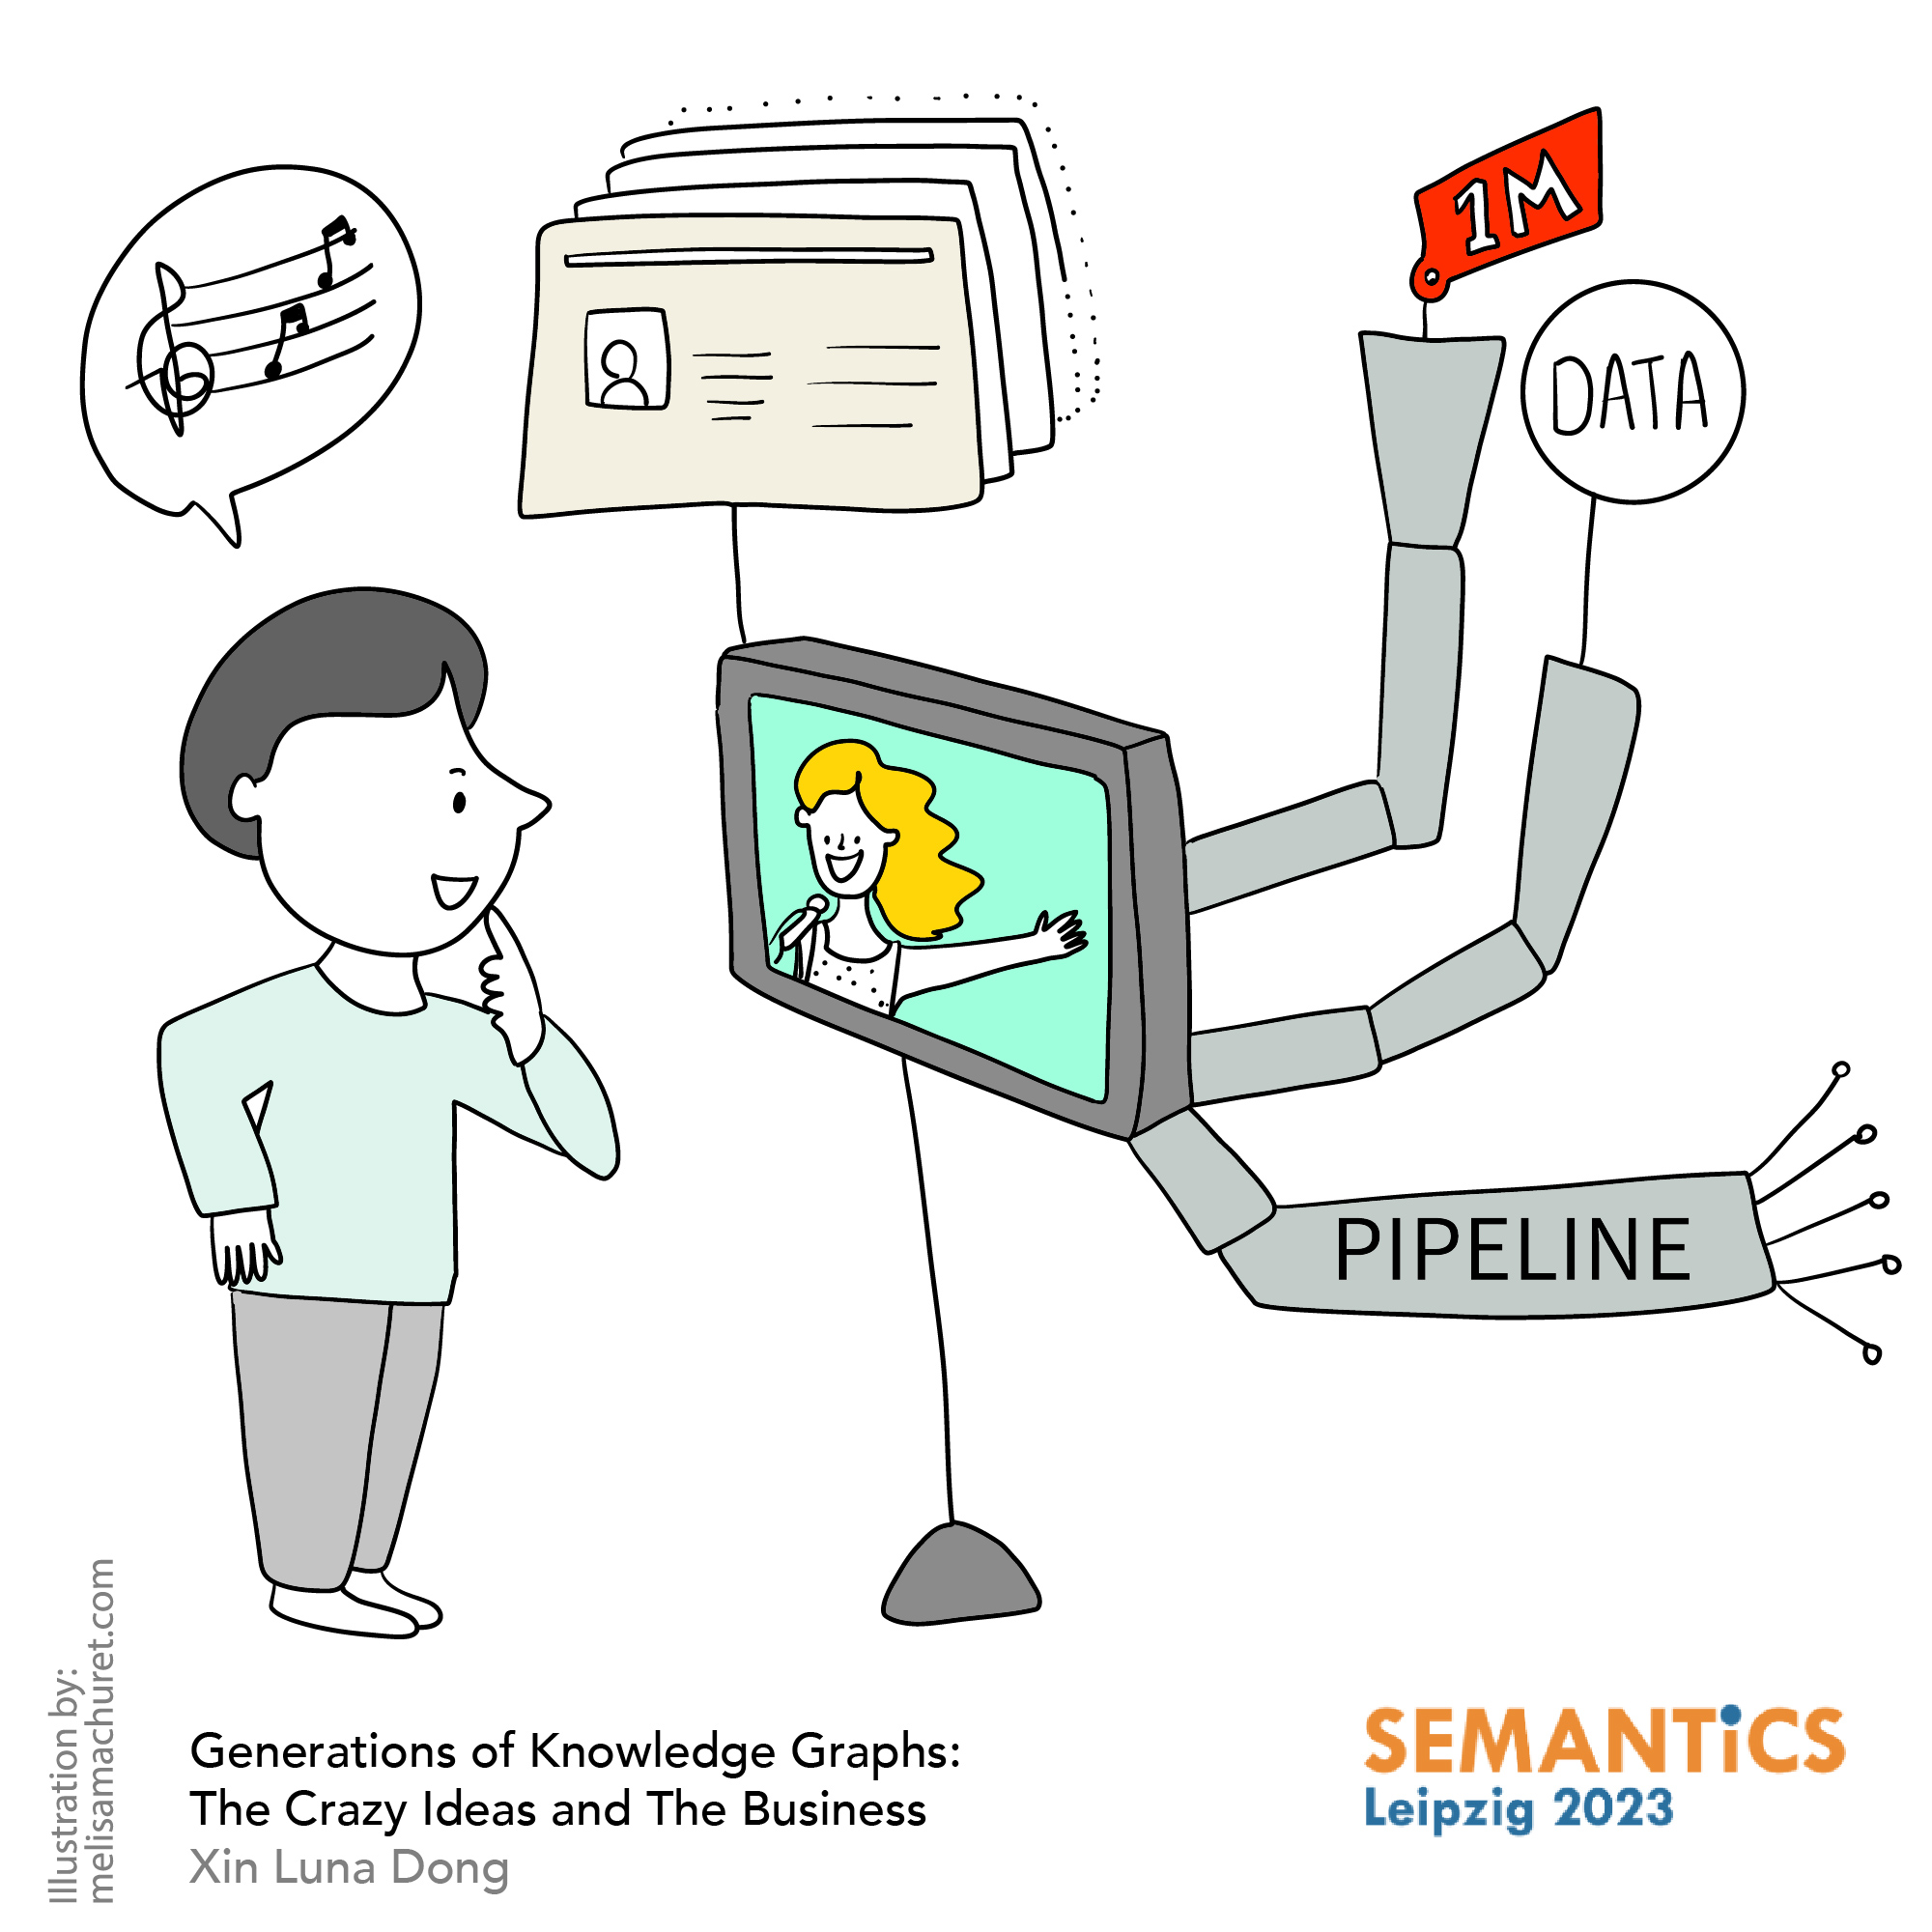 1M
DATA
PIPELINE
Generations of Knowledge Graphs:
The Crazy Ideas and The Business
Xin Luna Dong
SEMANTiCS
Leipzig 2023
Illustration by:
melisamachuret.com